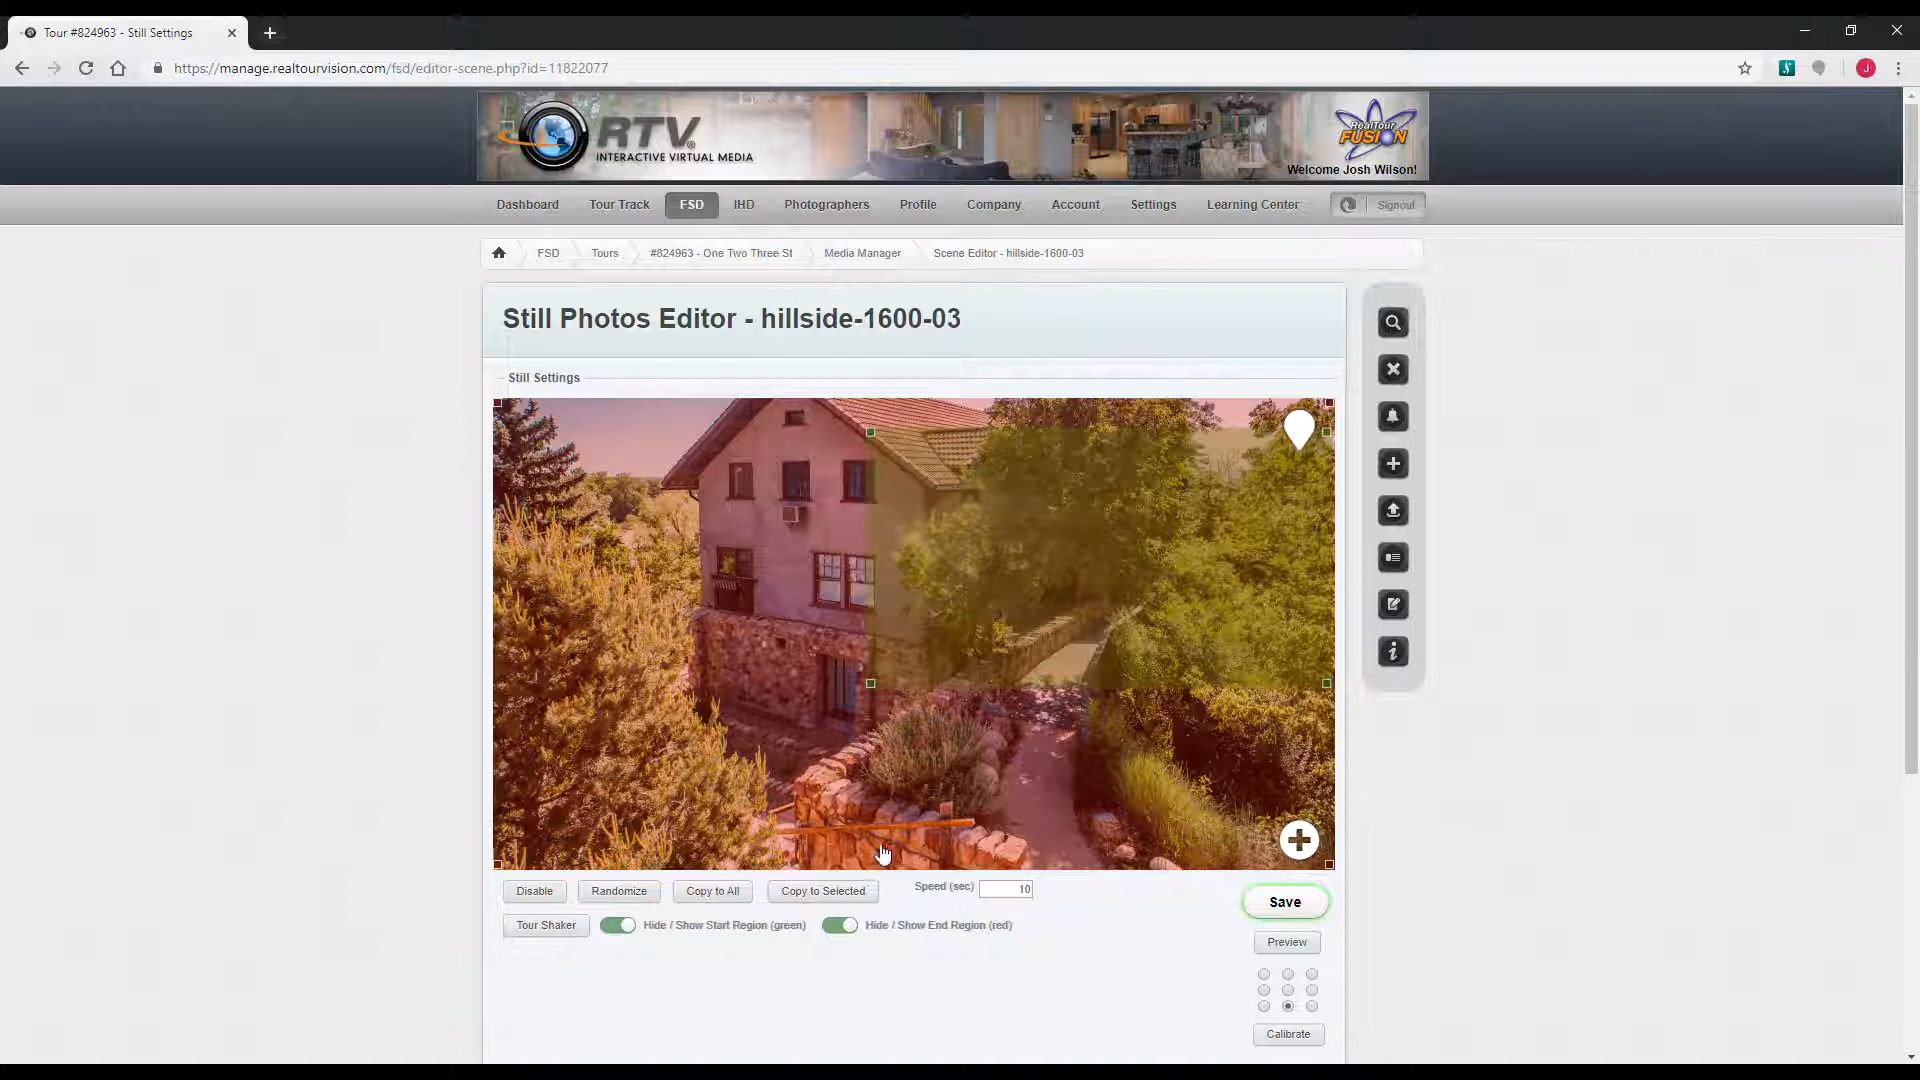 Tour #824963 - Still Settings
https://manage.realtourvision.com/fsd/editor-scene.php?id=11822077
J
RTV®
INTERACTIVE VIRTUAL MEDIA
RealTour
FUSION
Welcome Josh Wilson!
Dashboard Tour Track FSD IHD Photographers Profile Company Account Settings Learning Center Signout
FSD Tours #824963 - One Two Three St Media Manager Scene Editor - hillside-1600-03
Still Photos Editor - hillside-1600-03
Still Settings
Disable Randomize Copy to All Copy to Selected Speed (sec) 10
Save
Tour Shaker Hide / Show Start Region (green) Hide / Show End Region (red)
Preview
Calibrate